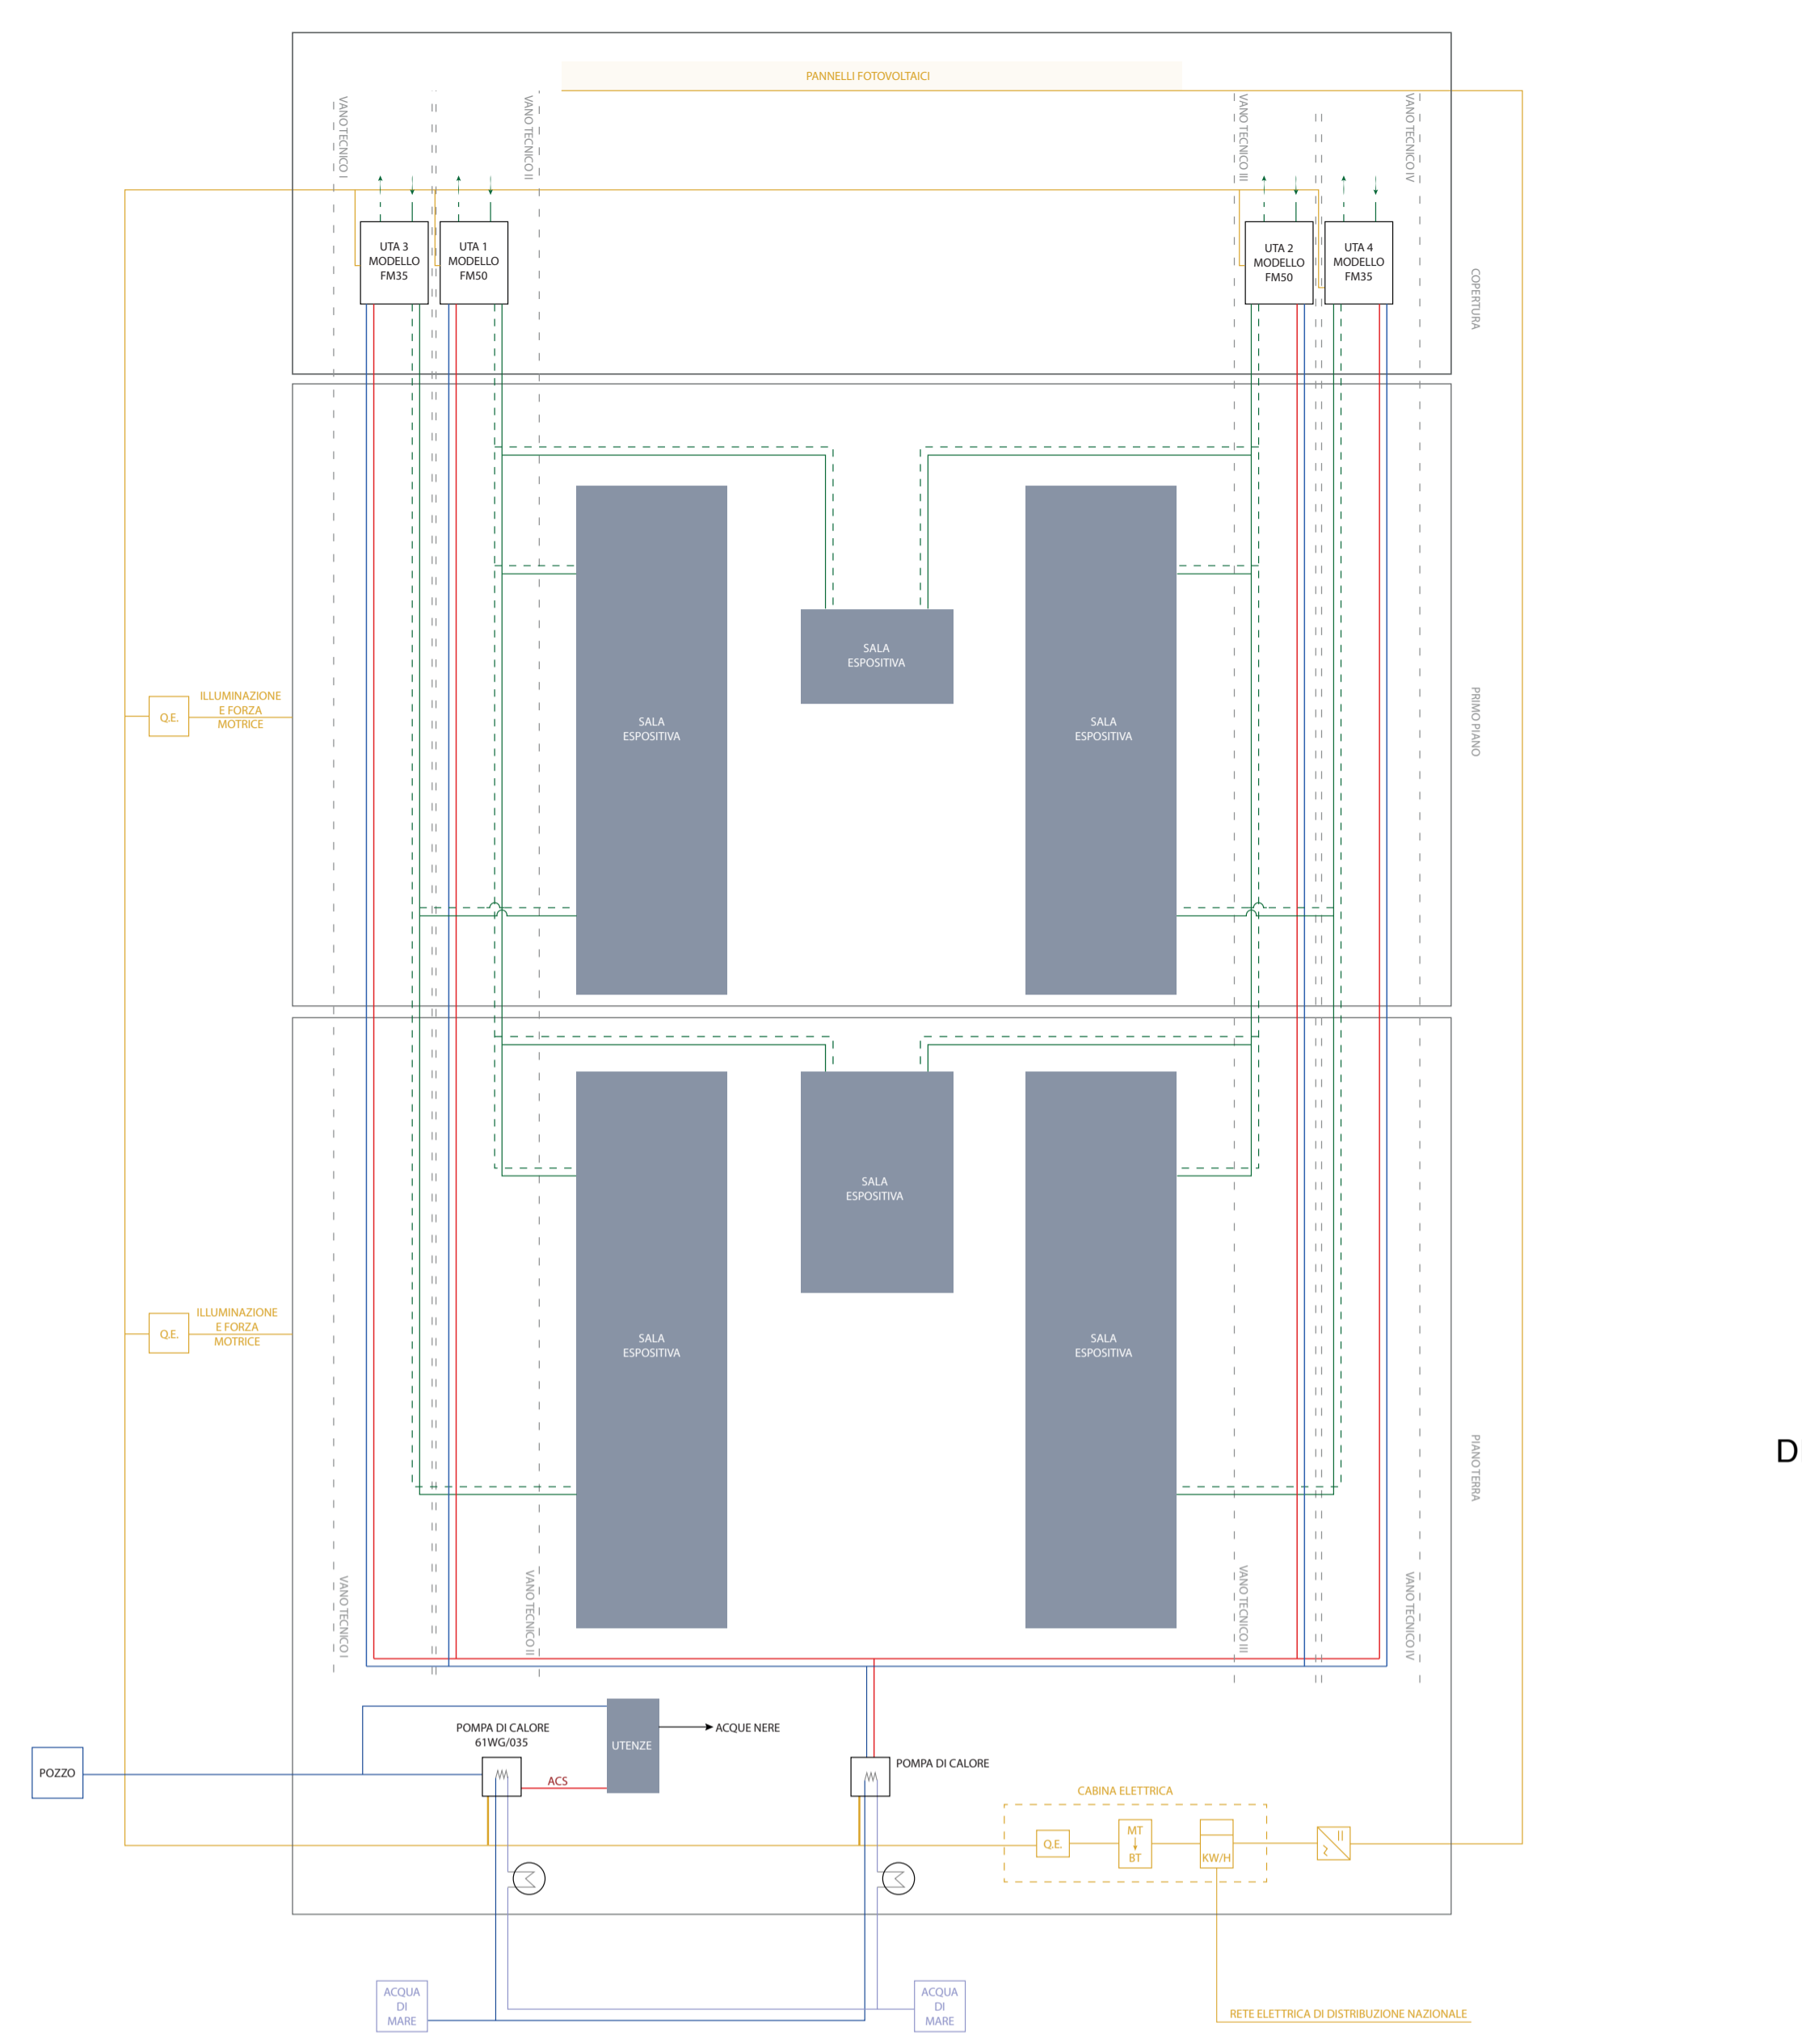 PANNELLI FOTOVOLTAICI
VANO TECNICO I
VANO TECNICO II
VANO TECNICO III
VANO TECNICO IV
UTA 3
MODELLO
FM35
UTA 1
MODELLO
FM50
UTA 2
MODELLO
FM50
UTA 4
MODELLO
FM35
COPERTURA
SALA
ESPOSITIVA
ILLUMINAZIONE
E FORZA
MOTRICE
Q.E.
SALA
ESPOSITIVA
SALA
ESPOSITIVA
PRIMO PIANO
SALA
ESPOSITIVA
ILLUMINAZIONE
E FORZA
MOTRICE
Q.E.
SALA
ESPOSITIVA
SALA
ESPOSITIVA
PIANO TERRA
D
VANO TECNICO I
VANO TECNICO II
VANO TECNICO III
VANO TECNICO IV
POMPA DI CALORE
61WG/035
ACQUE NERE
UTENZE
POZZO
ACS
POMPA DI CALORE
CABINA ELETTRICA
Q.E.
MT
BT
KW/H
ACQUA
DI
MARE
ACQUA
DI
MARE
RETE ELETTRICA DI DISTRIBUZIONE NAZIONALE